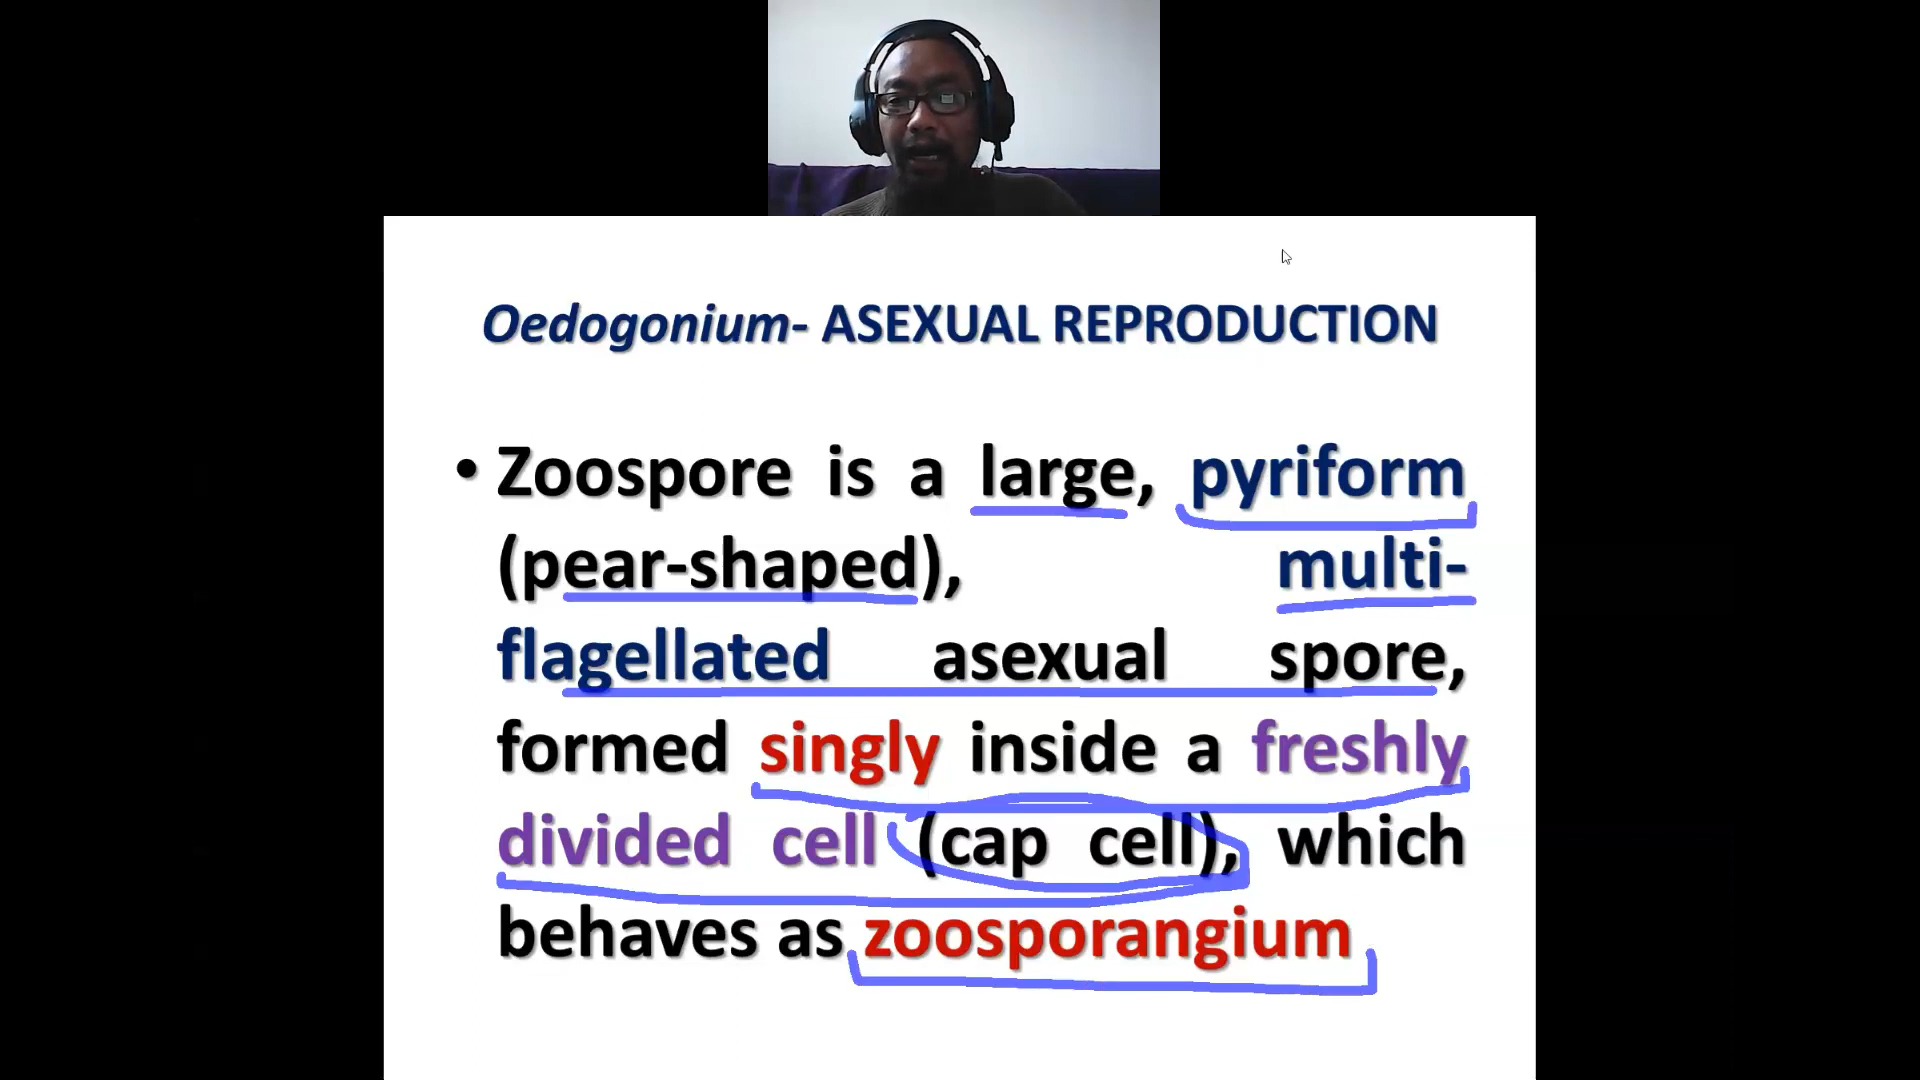 Oedogonium- ASEXUAL REPRODUCTION
• Zoospore is a large, pyriform
(pear-shaped), multi-
flagellated asexual spore,
formed singly inside a freshly
divided cell (cap cell), which
behaves as zoosporangium